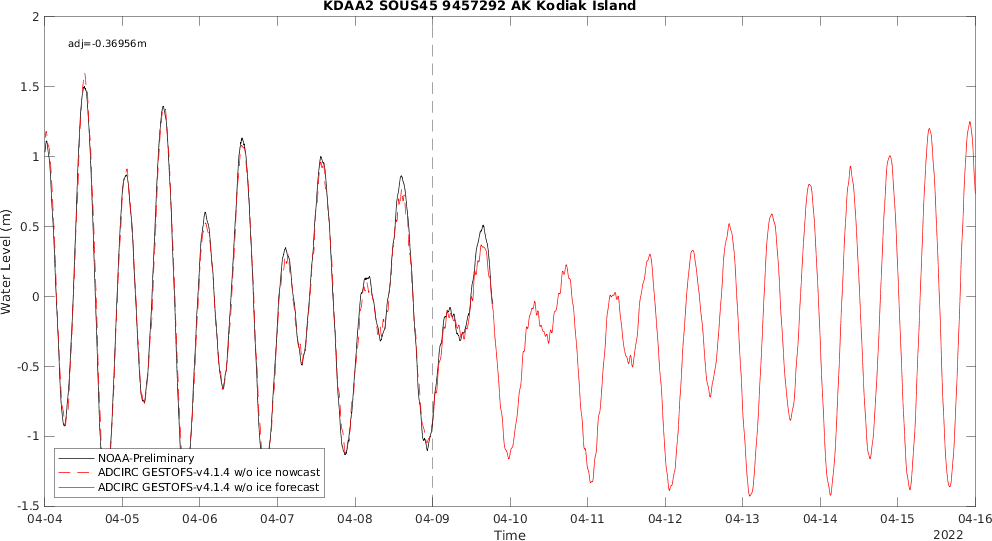 KDAA2 SOUS45 9457292 AK Kodiak Island
adj=-0.36956m
2
1.5
1
0.5
0
-0.5
-1
-1.5
Water Level (m)
NOAA-Preliminary
ADCIRC GESTOFS-v4.1.4 w/o ice nowcast
ADCIRC GESTOFS-v4.1.4 w/o ice forecast
04-04 04-05 04-06 04-07 04-08 04-09 04-10 04-11 04-12 04-13 04-14 04-15 04-16
Time
2022